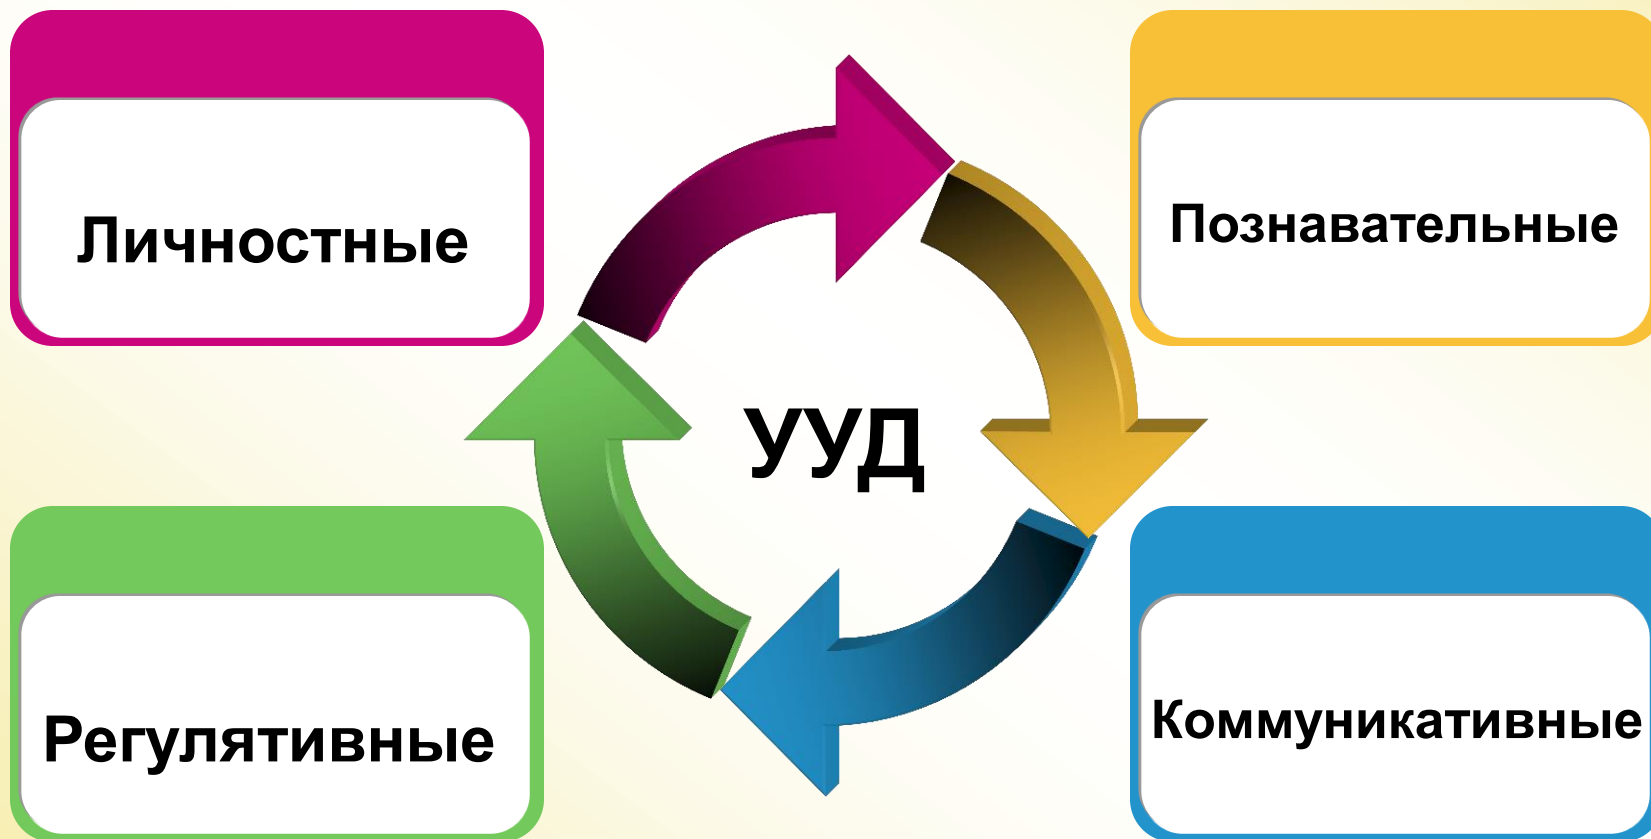 Личностные
Познавательные
УУД
Регулятивные
Коммуникативные